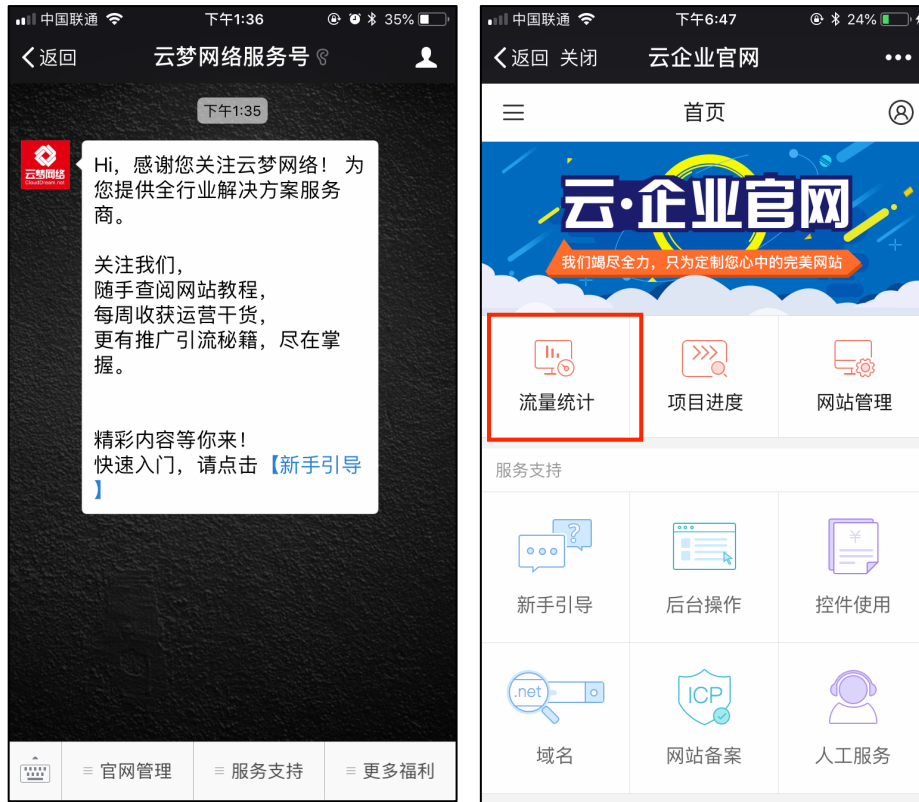 中国联通 下午1:36 35%
返回 云梦网络服务号
下午1:35
云梦网络
CloudDream.net
Hi，感谢您关注云梦网络！为
您提供全行业解决方案服务
商。
关注我们，
随手查阅网站教程，
每周收获运营干货，
更有推广引流秘籍，尽在掌
握。
精彩内容等你来！
快速入门，请点击【新手引导
】
官网管理 服务支持 更多福利
中国联通 下午6:47 24%
返回 关闭 云企业官网
首页
云·企业官网
我们竭尽全力，只为定制您心中的完美网站
流量统计 项目进度 网站管理
服务支持
?
¥
新手引导 后台操作 控件使用
.net
ICP
域名 网站备案 人工服务